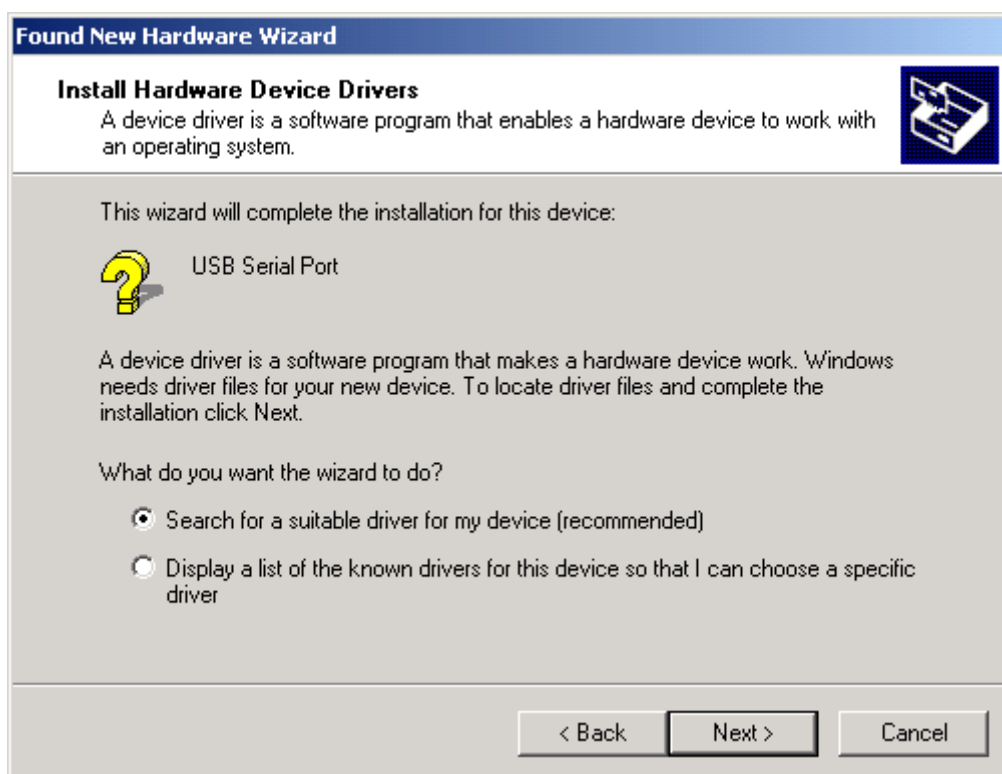 Found New Hardware Wizard
Install Hardware Device Drivers
A device driver is a software program that enables a hardware device to work with
an operating system.
This wizard will complete the installation for this device:
USB Serial Port
A device driver is a software program that makes a hardware device work. Windows
needs driver files for your new device. To locate driver files and complete the
installation click Next.
What do you want the wizard to do?
Search for a suitable driver for my device (recommended)
Display a list of the known drivers for this device so that I can choose a specific
driver
< Back Next > Cancel